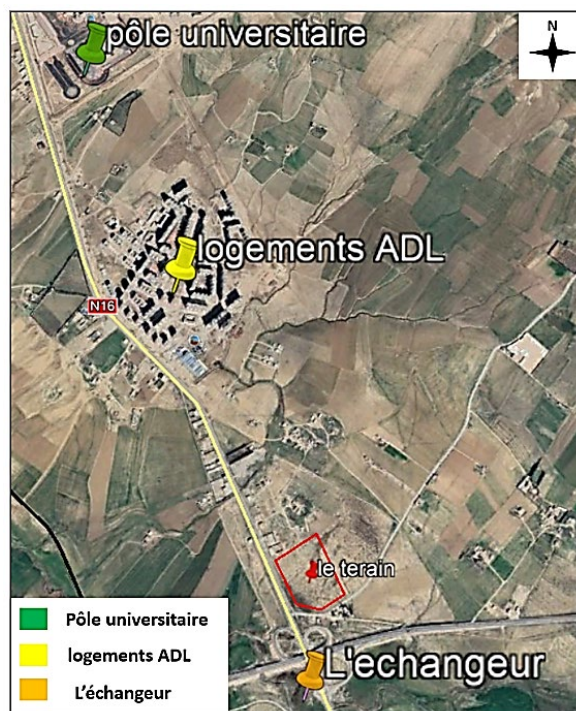 pôle universitaire
N
logements ADL
N16
le terain
L'echangeur
Pôle universitaire
logements ADL
L'échangeur